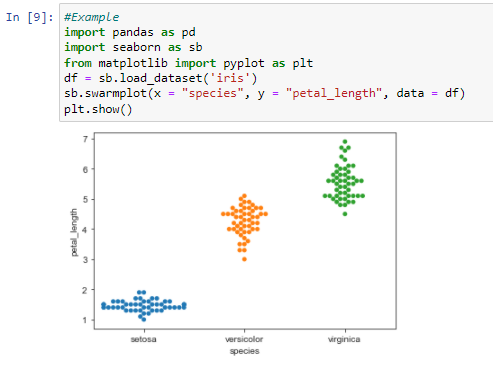 In [9]: #Example
import pandas as pd
import seaborn as sb
from matplotlib import pyplot as plt
df = sb.load_dataset('iris')
sb.swarmplot(x = "species", y = "petal_length", data = df)
plt.show()
7
6
5
4
3
2
1
petal_length
setosa versicolor virginica
species